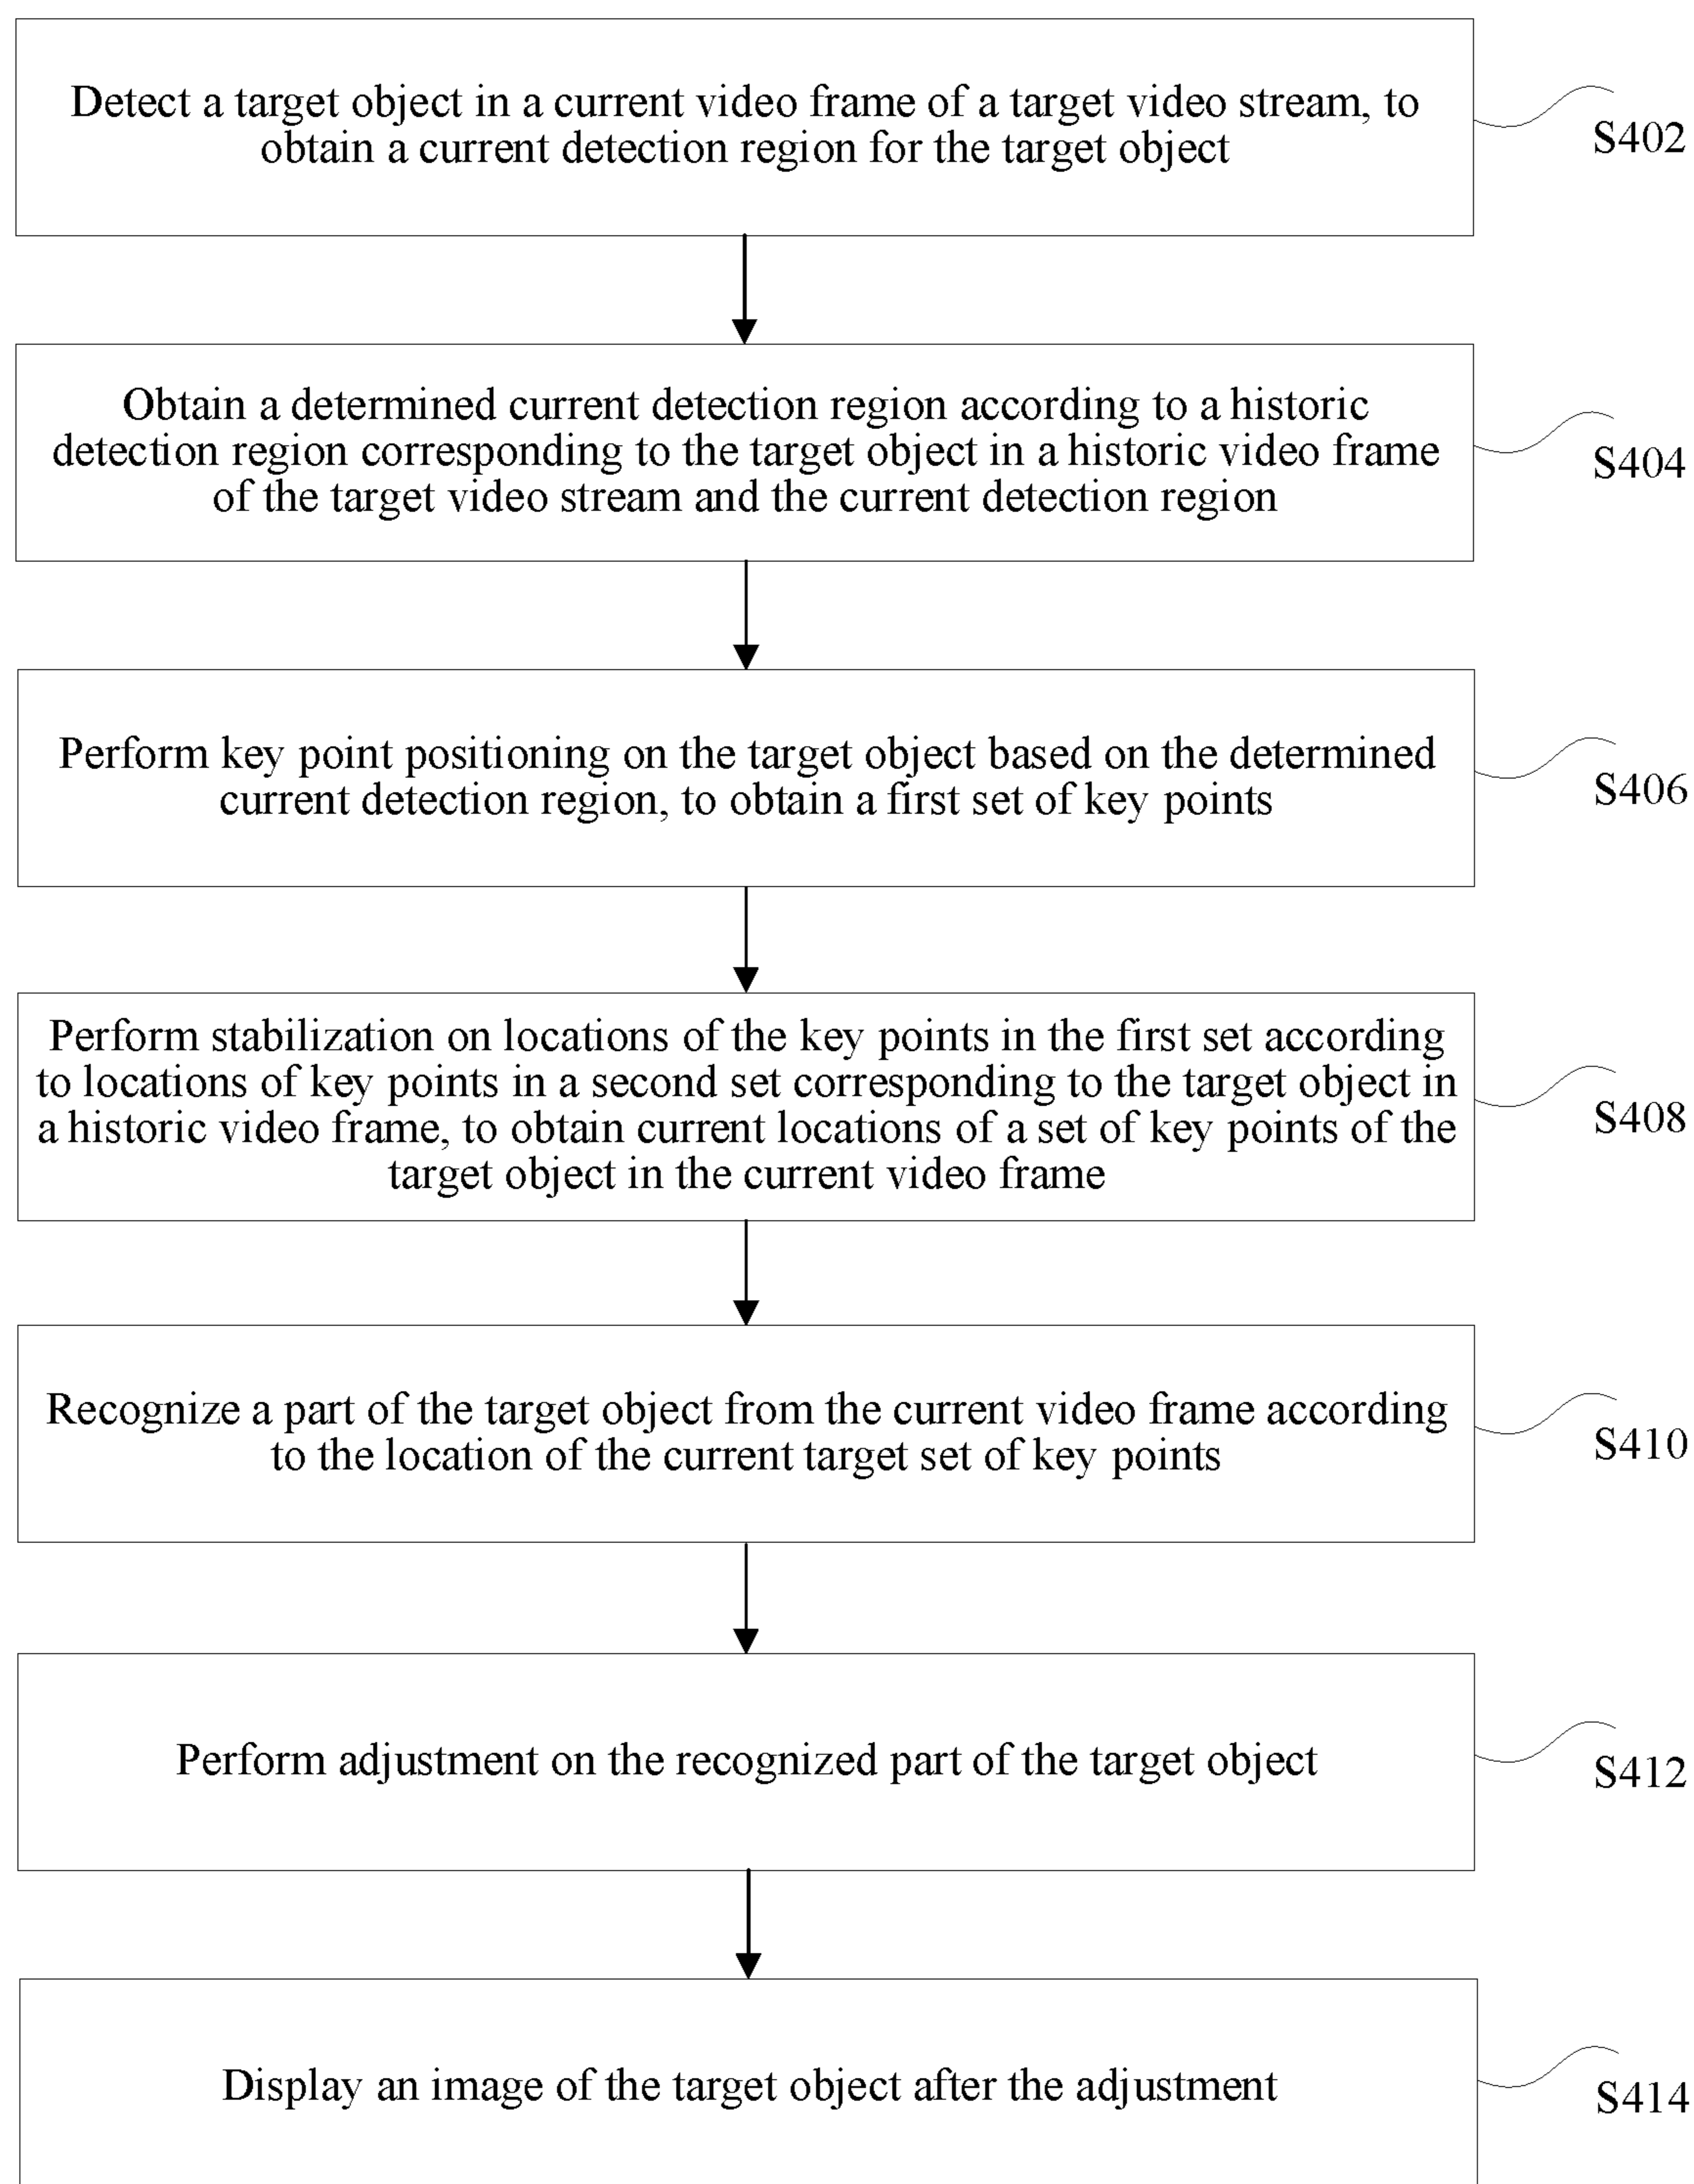 Detect a target object in a current video frame of a target video stream, to
obtain a current detection region for the target object
S402
Obtain a determined current detection region according to a historic
detection region corresponding to the target object in a historic video frame
of the target video stream and the current detection region
S404
Perform key point positioning on the target object based on the determined
current detection region, to obtain a first set of key points
S406
Perform stabilization on locations of the key points in the first set according
to locations of key points in a second set corresponding to the target object in
a historic video frame, to obtain current locations of a set of key points of the
target object in the current video frame
S408
Recognize a part of the target object from the current video frame according
to the location of the current target set of key points
S410
Perform adjustment on the recognized part of the target object
S412
Display an image of the target object after the adjustment
S414